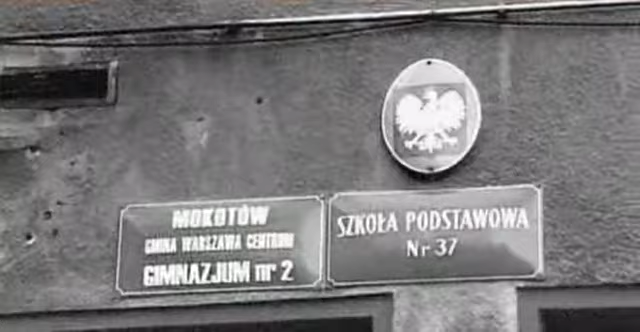 MOKOTÓW
GMINA WARSZAWA CENTRUM
GIMNAZJUM nr 2
SZKOŁA PODSTAWOWA
Nr 37